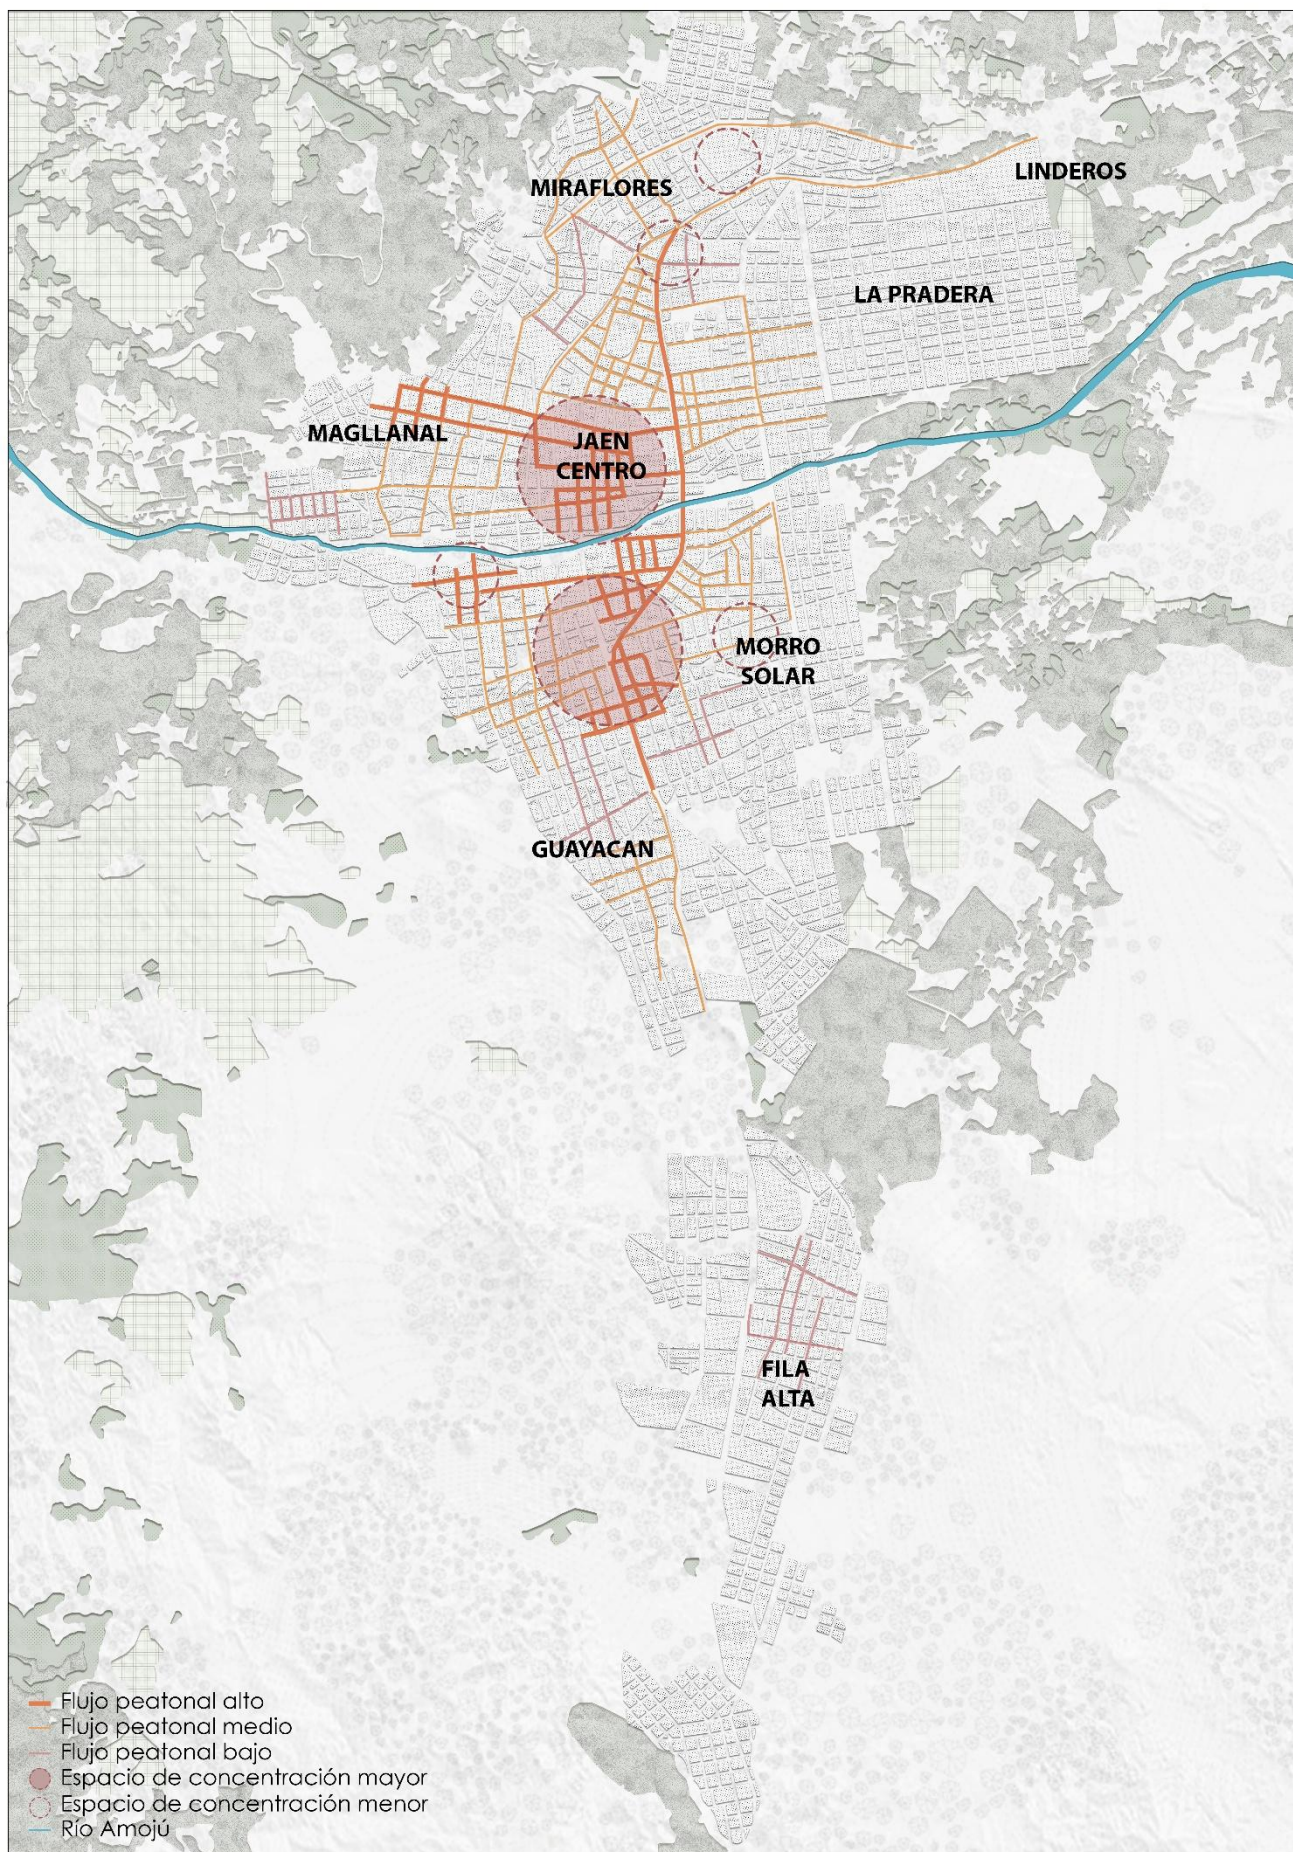 MIRAFLORES
LINDEROS
LA PRADERA
MAGLLANAL
JAEN
CENTRO
MORRO
SOLAR
GUAYACAN
FILA
ALTA
Flujo peatonal alto
Flujo peatonal medio
Flujo peatonal bajo
Espacio de concentración mayor
Espacio de concentración menor
Río Amojú